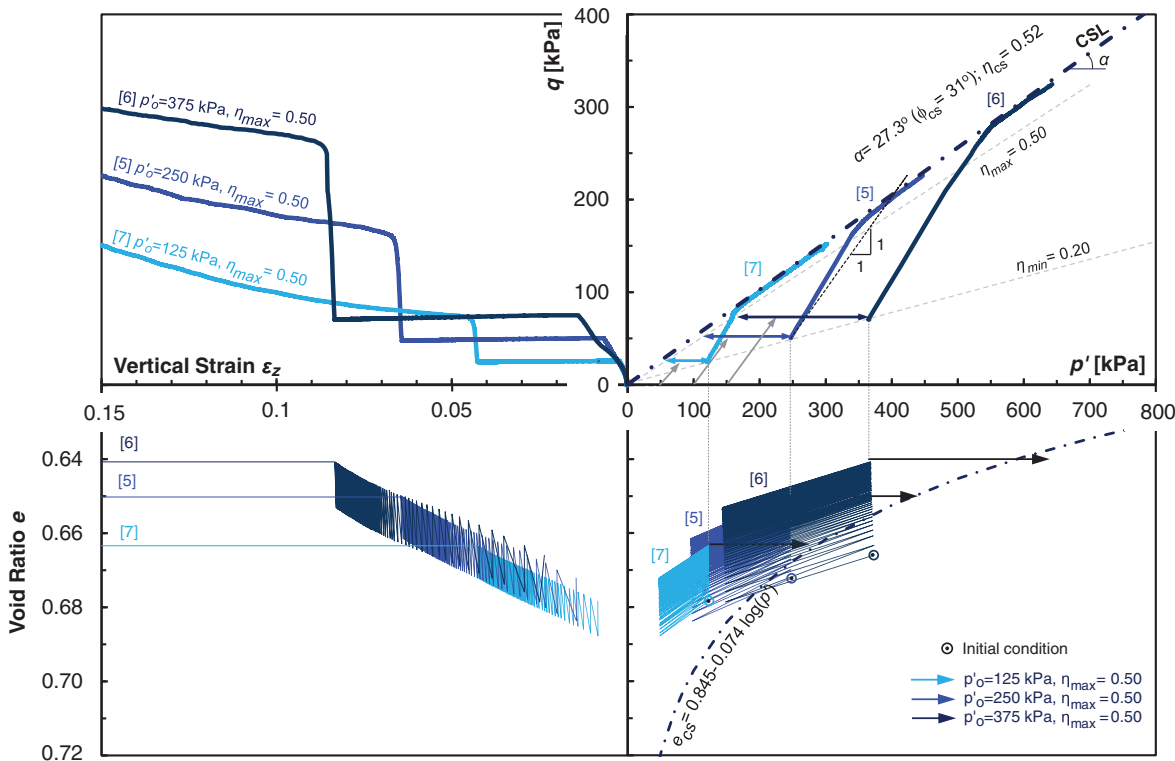 400
300
200
100
0
q [kPa]
[6] p'o=375 kPa, ηmax= 0.50
[5] p'o=250 kPa, ηmax= 0.50
[7] p'o=125 kPa, ηmax= 0.50
Vertical Strain εz
0.15
0.1
0.05
α= 27.3º (ϕcs= 31º); ηcs= 0.52
CSL
α
[6]
ηmax= 0.50
[5]
1
1
[7]
ηmin= 0.20
p' [kPa]
0
100
200
300
400
500
600
700
800
Void Ratio e
0.64
0.66
0.68
0.70
0.72
[6]
[5]
[7]
[6]
[5]
[7]
ecs= 0.845-0.074 log(p')
Initial condition
p'o=125 kPa, ηmax= 0.50
p'o=250 kPa, ηmax= 0.50
p'o=375 kPa, ηmax= 0.50